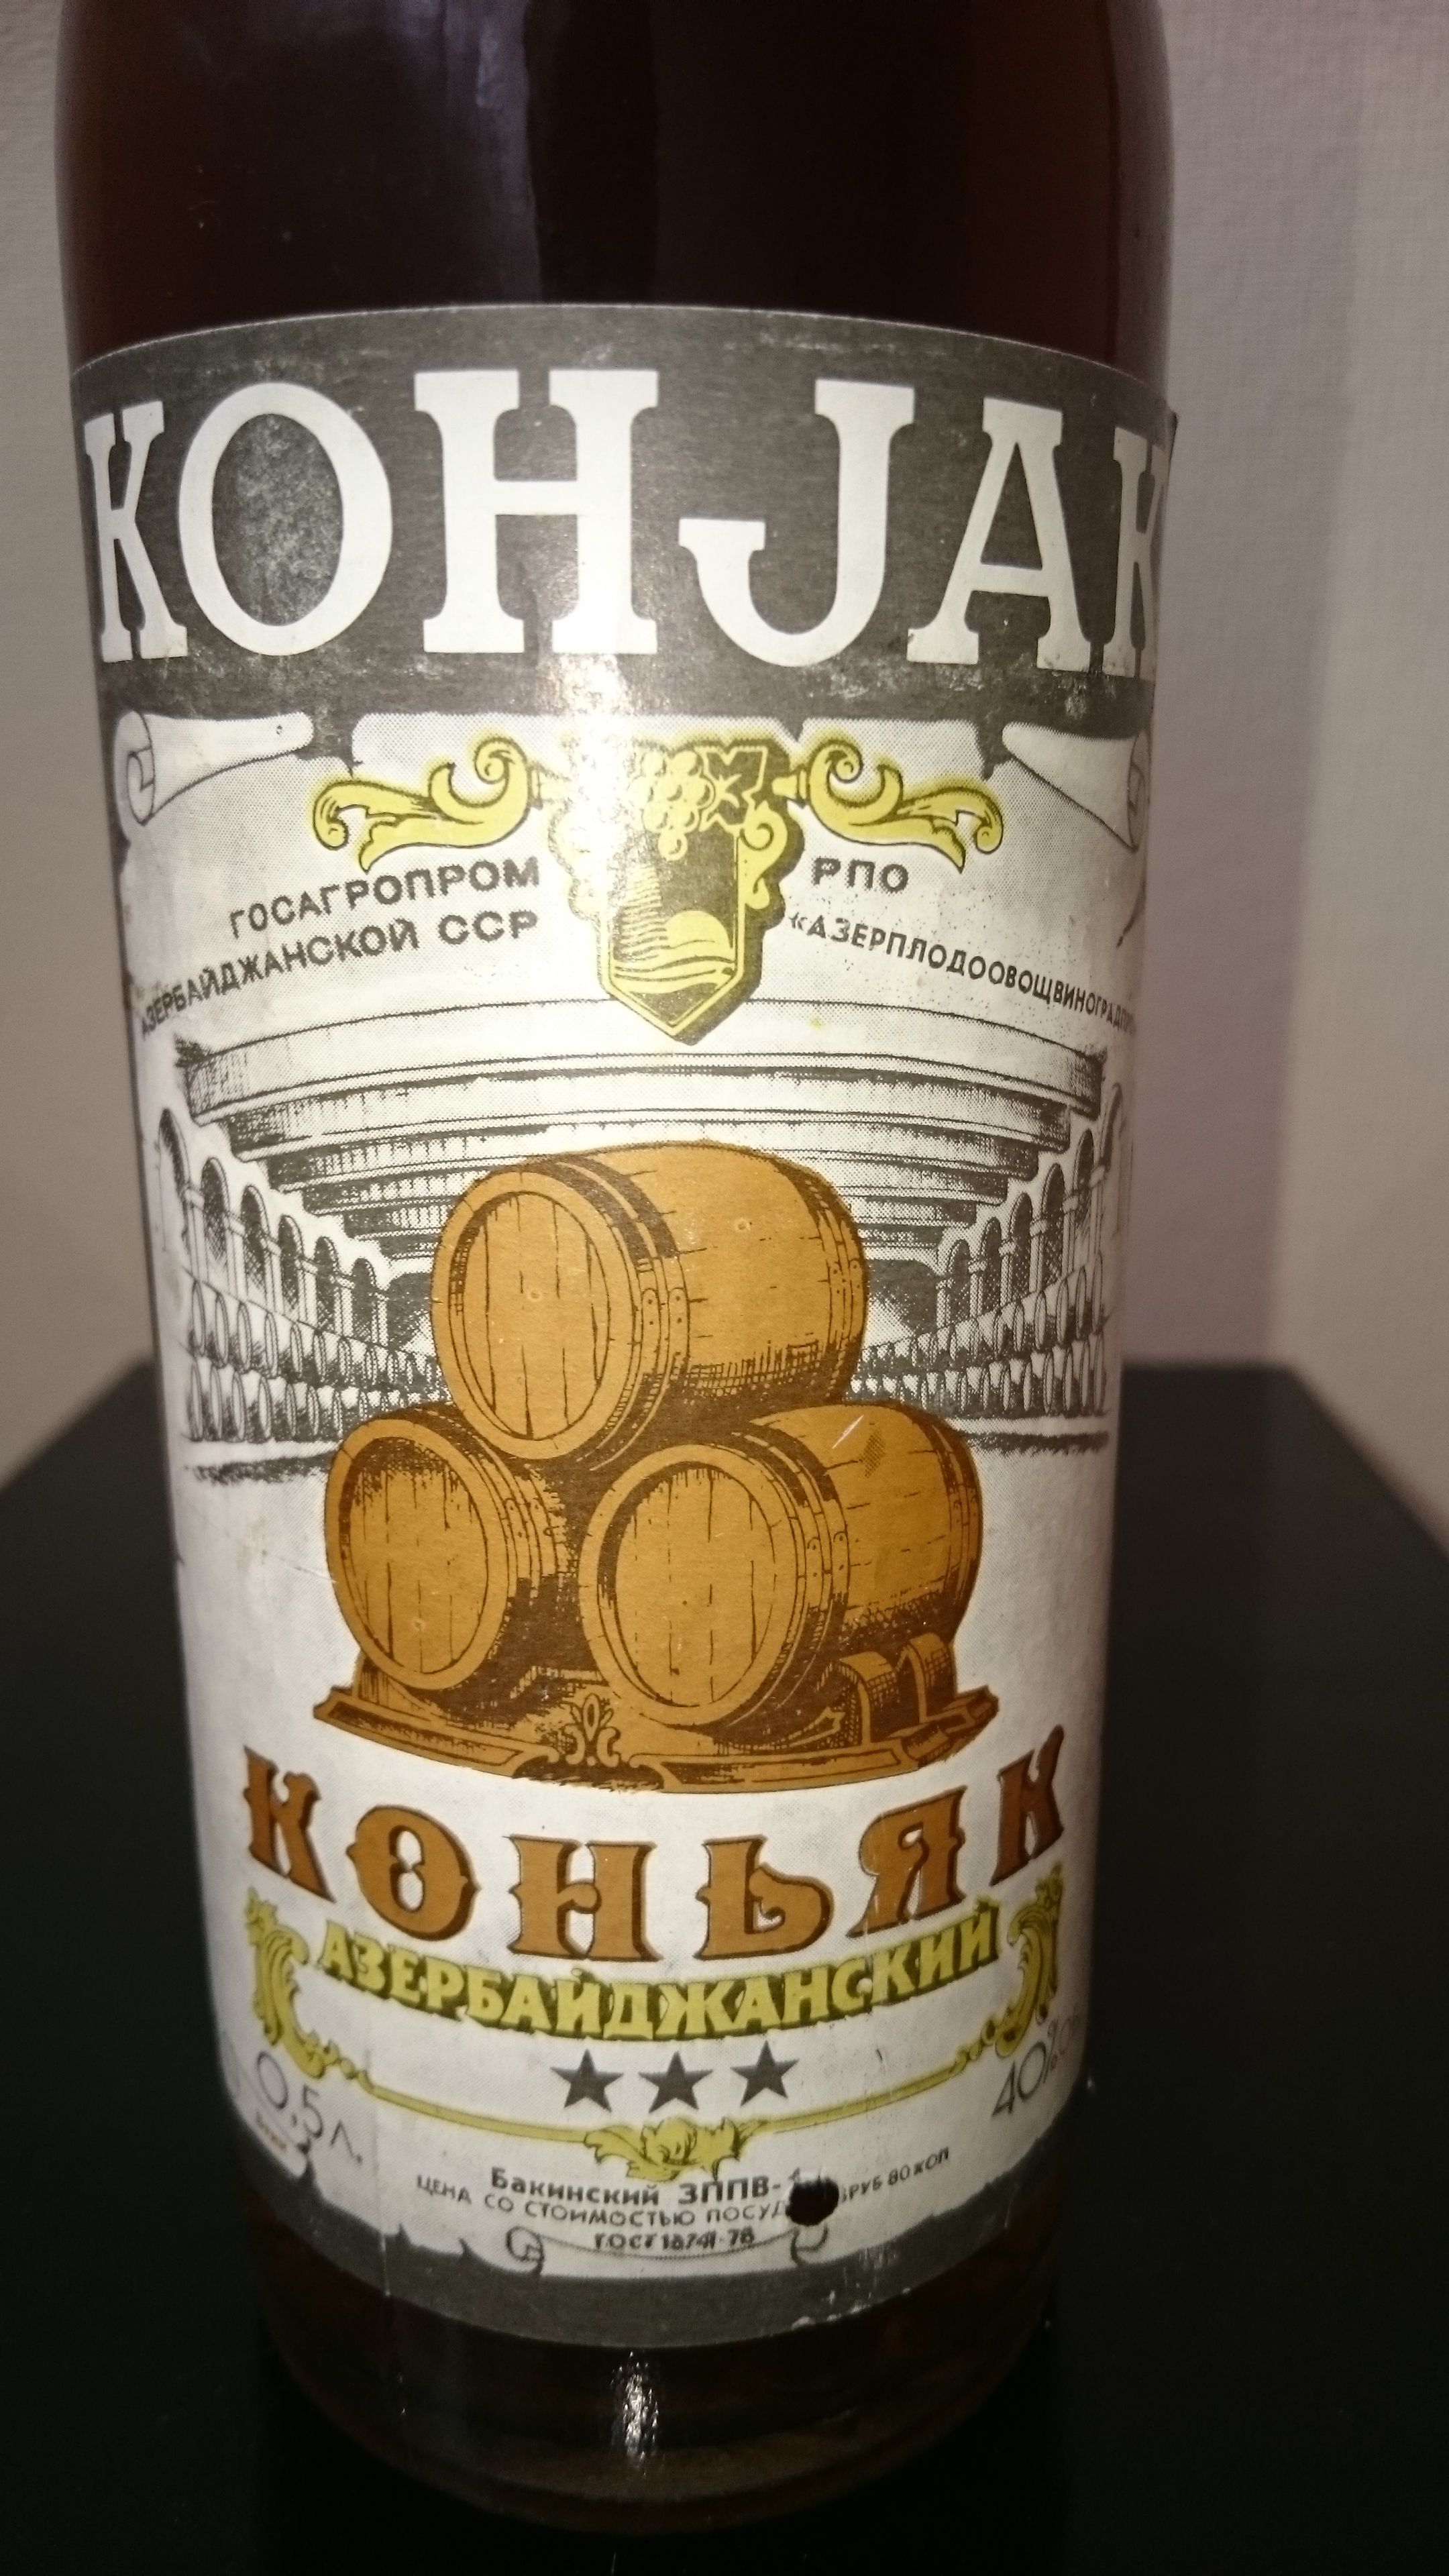 КОНЈАК
ГОСАГРОПРОМ
АЗЕРБАЙДЖАНСКОЙ ССР
РПО
«АЗЕРПЛОДООВОЩВИНОГРАДПРОМ»
КОНЬЯК
АЗЕРБАЙДЖАНСКИЙ
0,5л.
40%
Бакинский ЗППВ-1
ЦЕНА СО СТОИМОСТЬЮ РУБ 80 КОП
ГОСТ 13741-78